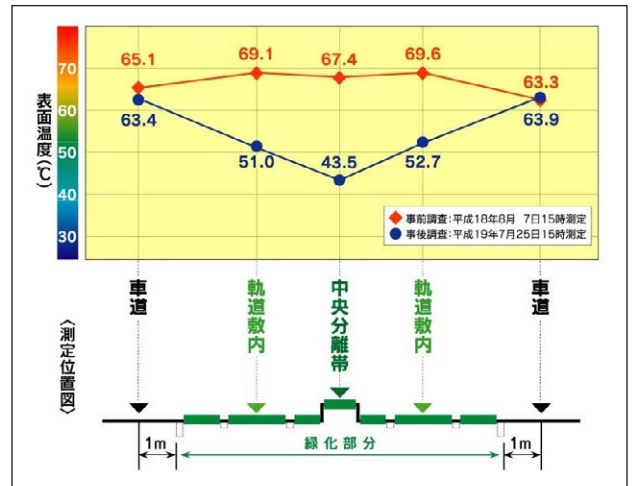 65.1
69.1
67.4
69.6
63.3
63.4
51.0
43.5
52.7
63.9
70
60
50
40
30
表面温度(℃)
事前調査:平成18年8月 7日15時測定
事後調査:平成19年7月25日15時測定
車道
軌道敷内
中央分離帯
軌道敷内
車道
〈測定位置図〉
1m
緑化部分
1m